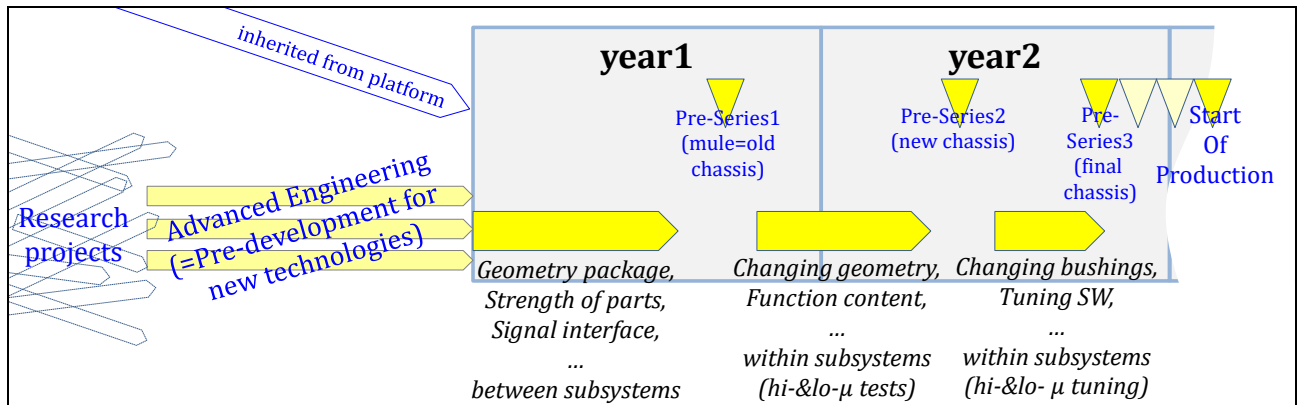 inherited from platform
year1
year2
Pre-Series1
(mule=old
chassis)
Pre-Series2
(new chassis)
Pre-
Series3
(final
chassis)
Start
Of
Production
Research
projects
Advanced Engineering
(=Pre-development for
new technologies)
Geometry package,
Strength of parts,
Signal interface,
...
between subsystems
Changing geometry,
Function content,
...
within subsystems
(hi-&lo-μ tests)
Changing bushings,
Tuning SW,
...
within subsystems
(hi-&lo- μ tuning)